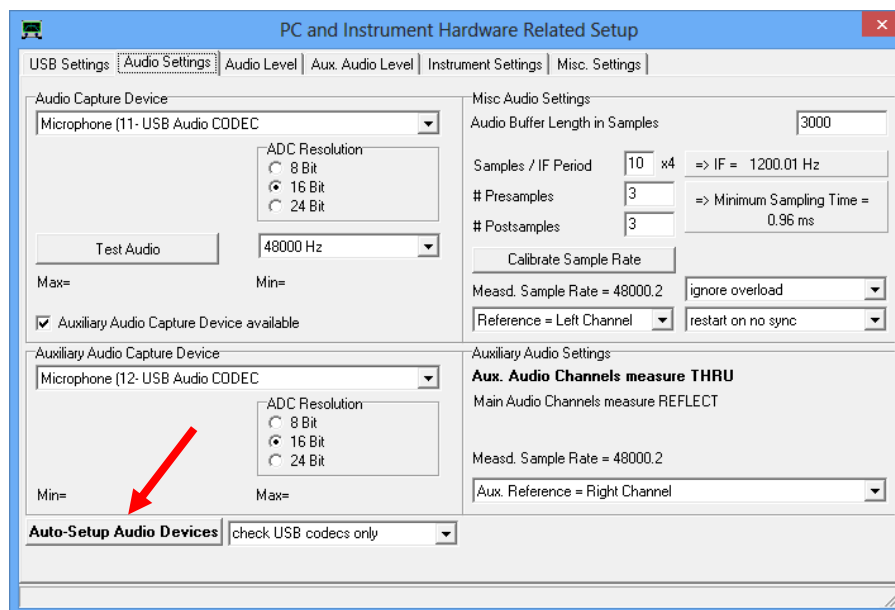 PC and Instrument Hardware Related Setup
USB Settings
Audio Settings
Audio Level
Aux. Audio Level
Instrument Settings
Misc. Settings
Audio Capture Device
Microphone (11- USB Audio CODEC
ADC Resolution
8 Bit
16 Bit
24 Bit
Test Audio
48000 Hz
Max=
Min=
Auxiliary Audio Capture Device available
Misc Audio Settings
Audio Buffer Length in Samples
3000
Samples / IF Period
10
x4
=> IF = 1200.01 Hz
# Presamples
3
=> Minimum Sampling Time =
0.96 ms
# Postsamples
3
Calibrate Sample Rate
Measd. Sample Rate = 48000.2
ignore overload
Reference = Left Channel
restart on no sync
Auxiliary Audio Capture Device
Microphone (12- USB Audio CODEC
ADC Resolution
8 Bit
16 Bit
24 Bit
Min=
Max=
Auxiliary Audio Settings
Aux. Audio Channels measure THRU
Main Audio Channels measure REFLECT
Measd. Sample Rate = 48000.2
Aux. Reference = Right Channel
Auto-Setup Audio Devices
check USB codecs only